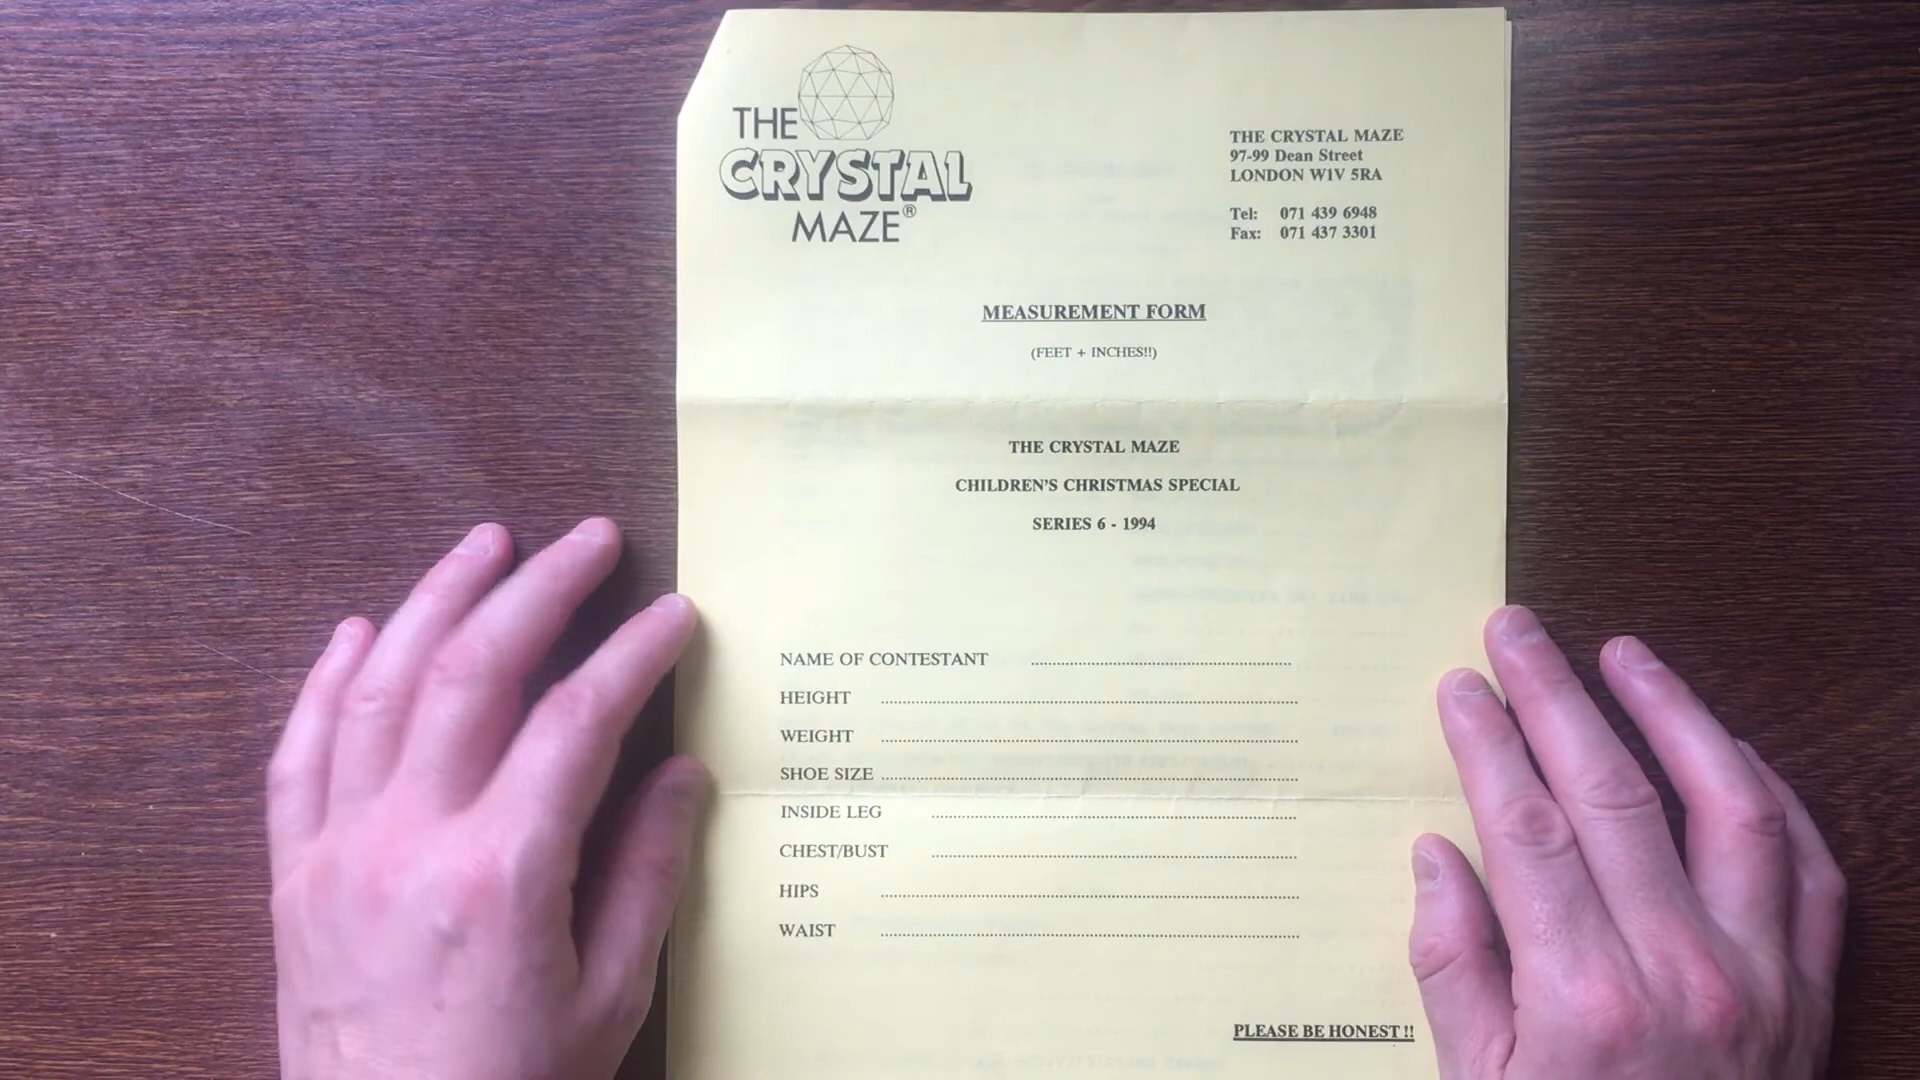 THE
CRYSTAL
MAZE®
THE CRYSTAL MAZE
97-99 Dean Street
LONDON W1V 5RA
Tel: 071 439 6948
Fax: 071 437 3301
MEASUREMENT FORM
(FEET + INCHES!!)
THE CRYSTAL MAZE
CHILDREN'S CHRISTMAS SPECIAL
SERIES 6 - 1994
NAME OF CONTESTANT
HEIGHT
WEIGHT
SHOE SIZE
INSIDE LEG
CHEST/BUST
HIPS
WAIST
PLEASE BE HONEST !!